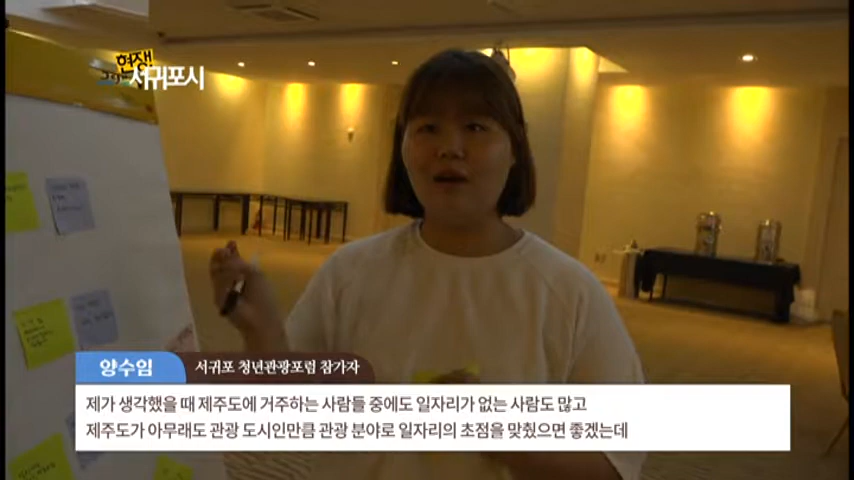 현장!
서귀포시
양수임
서귀포 청년관광포럼 참가자
제가 생각했을 때 제주도에 거주하는 사람들 중에도 일자리가 없는 사람도 많고
제주도가 아무래도 관광 도시인만큼 관광 분야로 일자리의 초점을 맞췄으면 좋겠는데